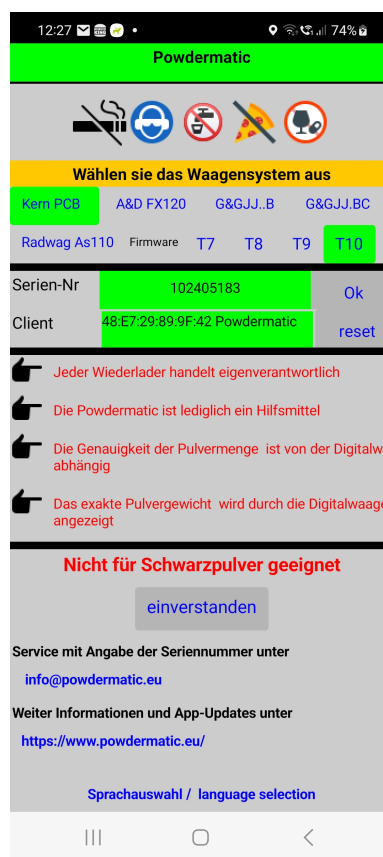 12:27
74%
Powdermatic
Wählen sie das Waagensystem aus
Kern PCB A&D FX120 G&GJJ..B G&GJJ.BC
Radwag As110 Firmware T7 T8 T9 T10
Serien-Nr 102405183 Ok
Client 48:E7:29:89:9F:42 Powdermatic reset
Jeder Wiederlader handelt eigenverantwortlich
Die Powdermatic ist lediglich ein Hilfsmittel
Die Genauigkeit der Pulvermenge ist von der Digitalw
abhängig
Das exakte Pulvergewicht wird durch die Digitalwaage
angezeigt
Nicht für Schwarzpulver geeignet
einverstanden
Service mit Angabe der Seriennummer unter
info@powdermatic.eu
Weiter Informationen und App-Updates unter
https://www.powdermatic.eu/
Sprachauswahl / language selection